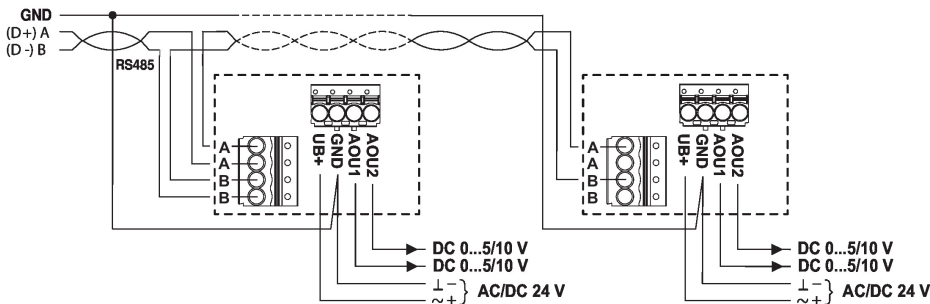 GND
(D+) A
(D -) B
RS485
A
A
B
B
UB+
GND
AOU1
AOU2
DC 0...5/10 V
DC 0...5/10 V
⊥ −
~ + } AC/DC 24 V
A
A
B
B
UB+
GND
AOU1
AOU2
DC 0...5/10 V
DC 0...5/10 V
⊥ −
~ + } AC/DC 24 V